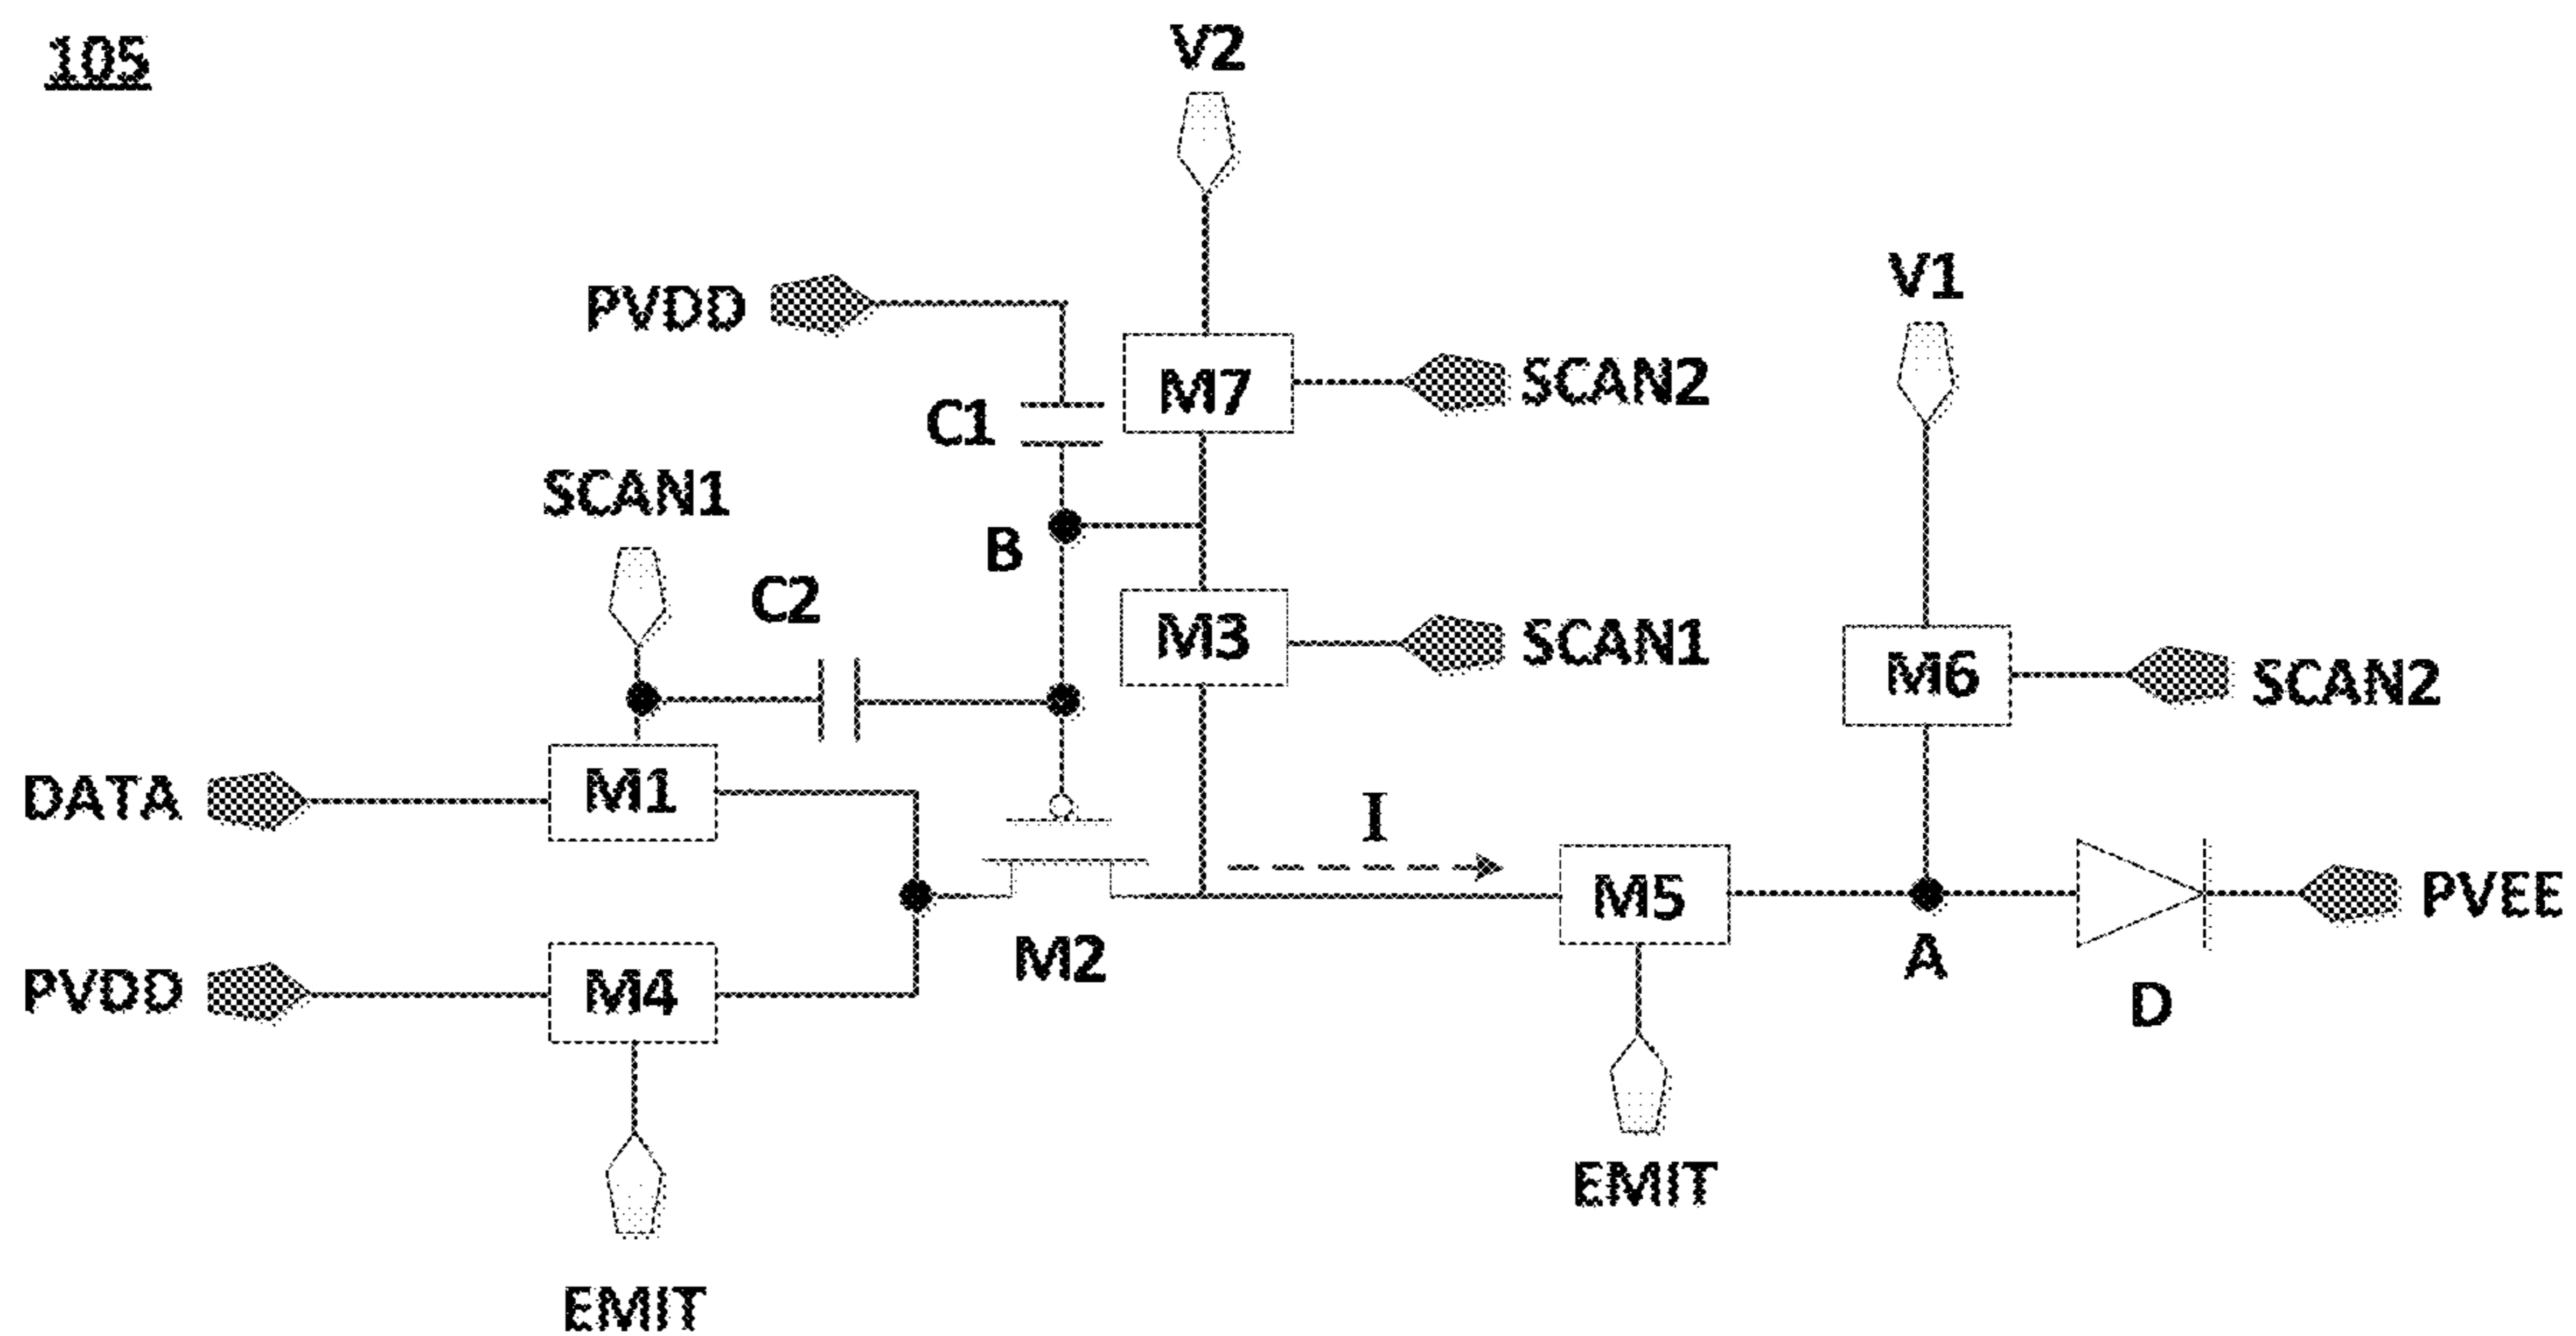 105
V2
V1
PVDD
M7
SCAN2
C1
SCAN1
B
C2
M3
SCAN1
M6
SCAN2
DATA
M1
I
M5
PVEE
PVDD
M4
M2
A
D
EMIT
EMIT